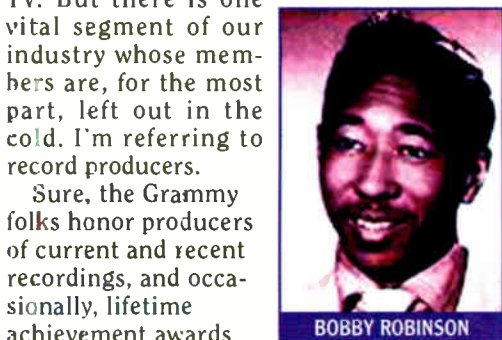 TV. But there is one
vital segment of our
industry whose mem-
bers are, for the most
part, left out in the
cold. I'm referring to
record producers.
Sure, the Grammy
folks honor producers
of current and recent
recordings, and occa-
sionally, lifetime
achievement awards
BOBBY ROBINSON